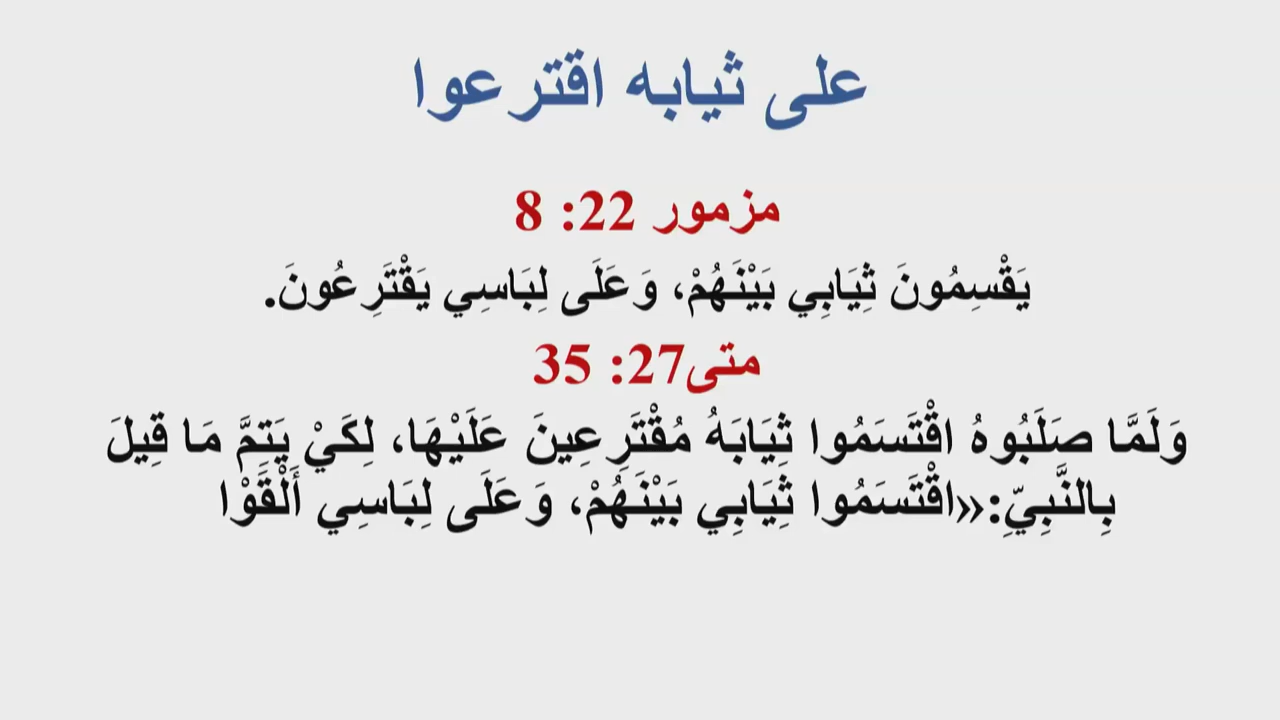 على ثيابه اقترعوا
مزمور 22: 8
يَقْسِمُونَ ثِيَابِي بَيْنَهُمْ، وَعَلَى لِبَاسِي يَقْتَرِعُونَ.
متى27: 35
وَلَمَّا صَلَبُوهُ اقْتَسَمُوا ثِيَابَهُ مُقْتَرِعِينَ عَلَيْهَا، لِكَيْ يَتِمَّ مَا قِيلَ
بِالنَّبِيِّ:«اقْتَسَمُوا ثِيَابِي بَيْنَهُمْ، وَعَلَى لِبَاسِي أَلْقَوْا